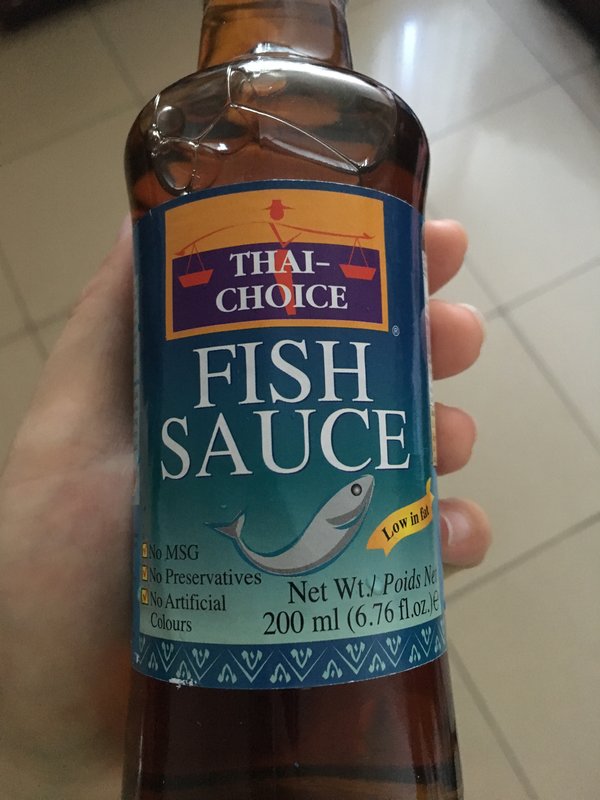 THAI-
CHOICE
®
FISH
SAUCE
Low in fat
No MSG
No Preservatives
No Artificial
Colours
Net Wt./ Poids Net
200 ml (6.76 fl.oz.)e